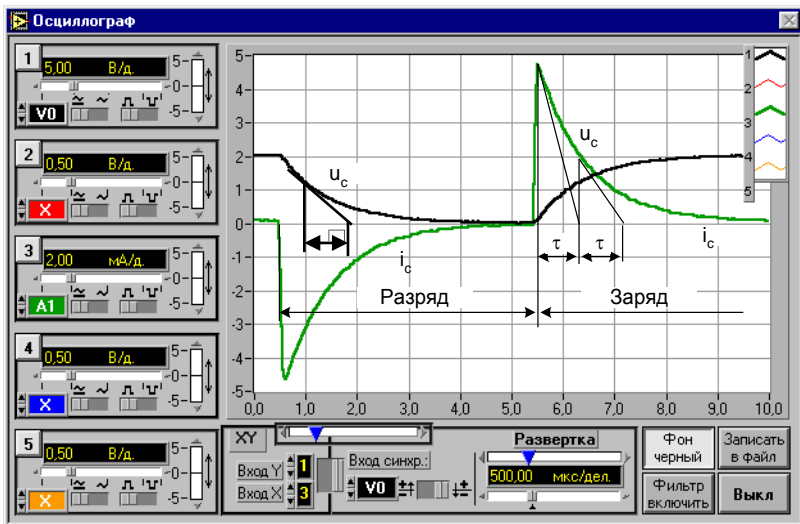 Осциллограф
1
5,00 В/д.
5-
-0-
-5-
V0
2
0,50 В/д.
5-
-0-
-5-
X
3
2,00 мА/д.
5-
-0-
-5-
A1
4
0,50 В/д.
5-
-0-
-5-
X
5
0,50 В/д.
5-
-0-
-5-
X
5-
4-
3-
2-
1-
0-
-1-
-2-
-3-
-4-
-5-
0,0 1,0 2,0 3,0 4,0 5,0 6,0 7,0 8,0 9,0 10,0
1
2
3
4
5
uc
uc
τ τ
ic
ic
Разряд
Заряд
XY
Вход Y 1
Вход X 3
Вход синхр.:
V0
Развертка
500,00 мкс/дел.
Фон черный
Записать в файл
Фильтр включить
Выкл